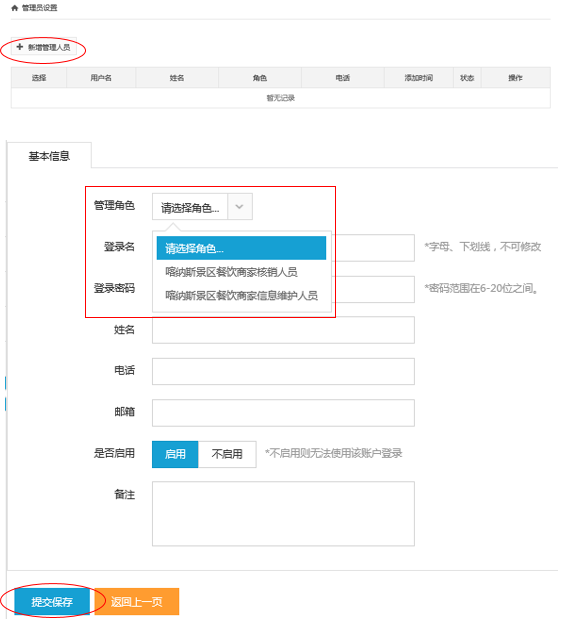 管理员设置
新增管理人员
选择 用户名 姓名 角色 电话 添加时间 状态 操作
暂无记录
基本信息
管理角色 请选择角色...
请选择角色...
登录名 *字母、下划线，不可修改
喀纳斯景区餐饮商家核销人员
登录密码 *密码范围在6-20位之间。
喀纳斯景区餐饮商家信息维护人员
姓名
电话
邮箱
是否启用 启用 不启用 *不启用则无法使用该账户登录
备注
提交保存 返回上一页